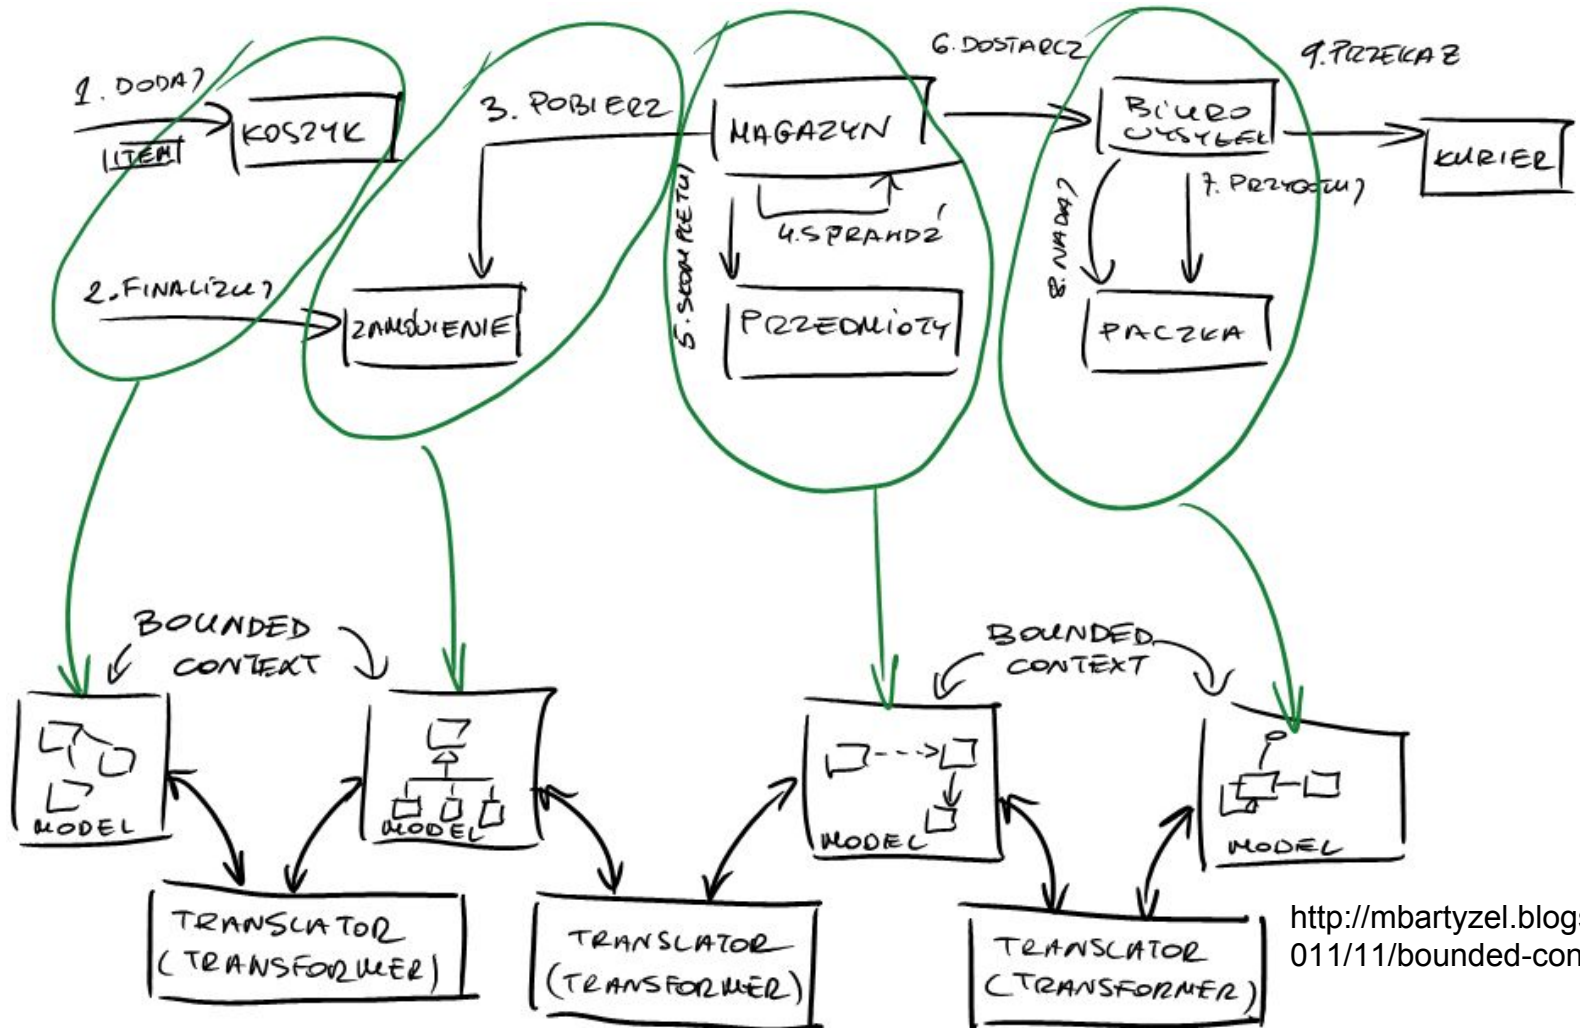 1. DODAJ
ITEM
KOSZYK
2. FINALIZUJ
3. POBIERZ
ZAMÓWIENIE
MAGAZYN
4. SPRAWDŹ
5. SKOMPLETUJ
PRZEDMIOTY
6. DOSTARCZ
BIURO
WYSYŁEK
7. PRZYGOTUJ
8. NADAJ
PACZKA
9. PRZEKAŻ
KURIER
BOUNDED
CONTEXT
BOUNDED
CONTEXT
MODEL
MODEL
MODEL
MODEL
TRANSLATOR
(TRANSFORMER)
TRANSLATOR
(TRANSFORMER)
TRANSLATOR
(TRANSFORMER)
http://mbartyzel.blogs
011/11/bounded-con